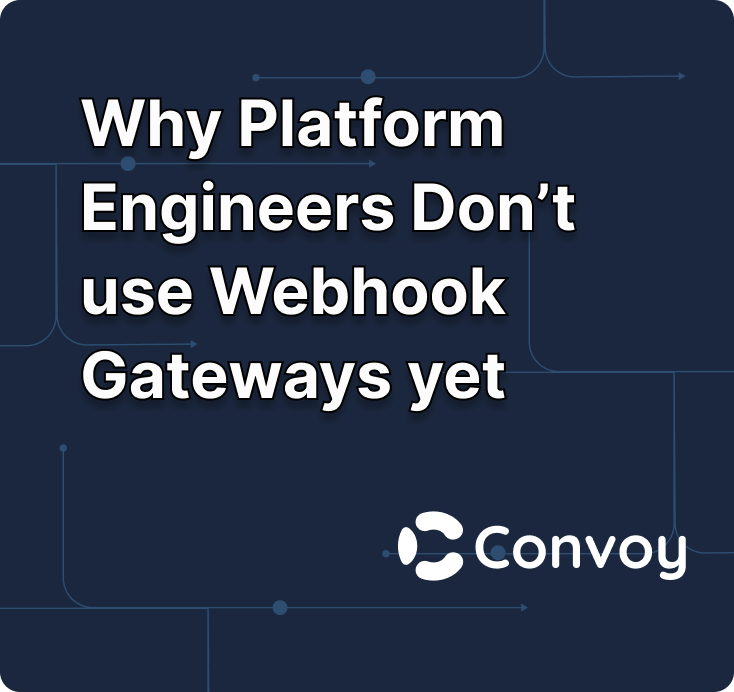 Why Platform
Engineers Don’t
use Webhook
Gateways yet
Convoy